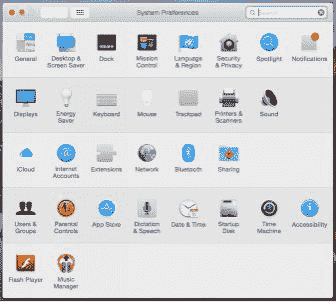 System Preferences
General Desktop & Screen Saver Dock Mission Control Language & Region Security & Privacy Spotlight Notifications
Displays Energy Saver Keyboard Mouse Trackpad Printers & Scanners Sound
iCloud Internet Accounts Extensions Network Bluetooth Sharing
Users & Groups Parental Controls App Store Dictation & Speech Date & Time Startup Disk Time Machine Accessibility
Flash Player Music Manager